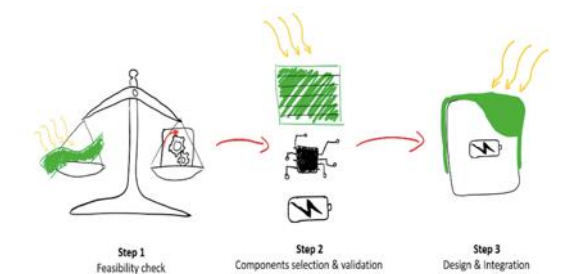 Step 1
Feasibility check
Step 2
Components selection & validation
Step 3
Design & Integration